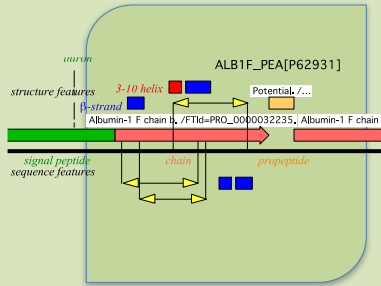 intron
ALB1F_PEA[P62931]
3-10 helix
structure features
Potential. /...
β-strand
Albumin-1 F chain b. /FTId=PRO_0000032235.
Albumin-1 F chain
signal peptide
chain
propeptide
sequence features